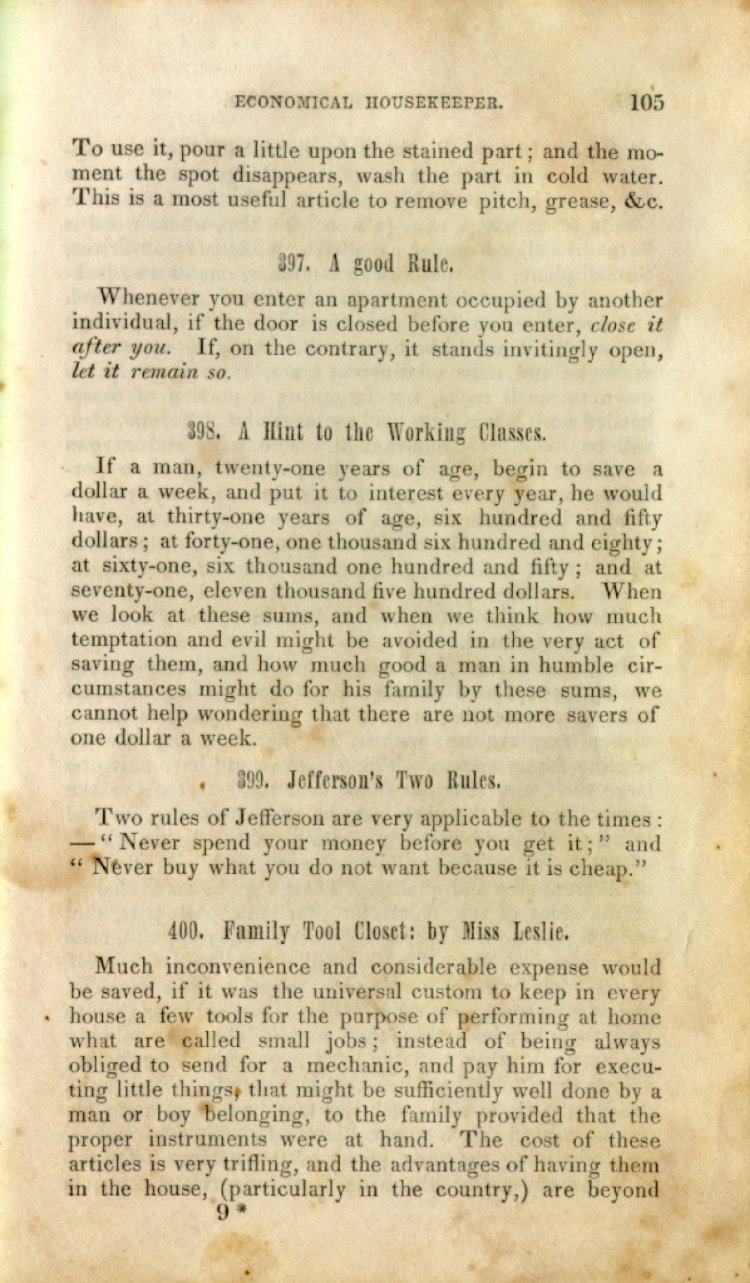 ECONOMICAL HOUSEKEEPER. 105
To use it, pour a little upon the stained part; and the mo-
ment the spot disappears, wash the part in cold water.
This is a most useful article to remove pitch, grease, &c.
397. A good Rule.
Whenever you enter an apartment occupied by another
individual, if the door is closed before you enter, close it
after you. If, on the contrary, it stands invitingly open,
let it remain so.
398. A Hint to the Working Classes.
If a man, twenty-one years of age, begin to save a
dollar a week, and put it to interest every year, he would
have, at thirty-one years of age, six hundred and fifty
dollars; at forty-one, one thousand six hundred and eighty;
at sixty-one, six thousand one hundred and fifty; and at
seventy-one, eleven thousand five hundred dollars. When
we look at these sums, and when we think how much
temptation and evil might be avoided in the very act of
saving them, and how much good a man in humble cir-
cumstances might do for his family by these sums, we
cannot help wondering that there are not more savers of
one dollar a week.
399. Jefferson's Two Rules.
Two rules of Jefferson are very applicable to the times:
—"Never spend your money before you get it;" and
"Never buy what you do not want because it is cheap."
400. Family Tool Closet: by Miss Leslie.
Much inconvenience and considerable expense would
be saved, if it was the universal custom to keep in every
house a few tools for the purpose of performing at home
what are called small jobs; instead of being always
obliged to send for a mechanic, and pay him for execu-
ting little things, that might be sufficiently well done by a
man or boy belonging, to the family provided that the
proper instruments were at hand. The cost of these
articles is very trifling, and the advantages of having them
in the house, (particularly in the country,) are beyond
9*